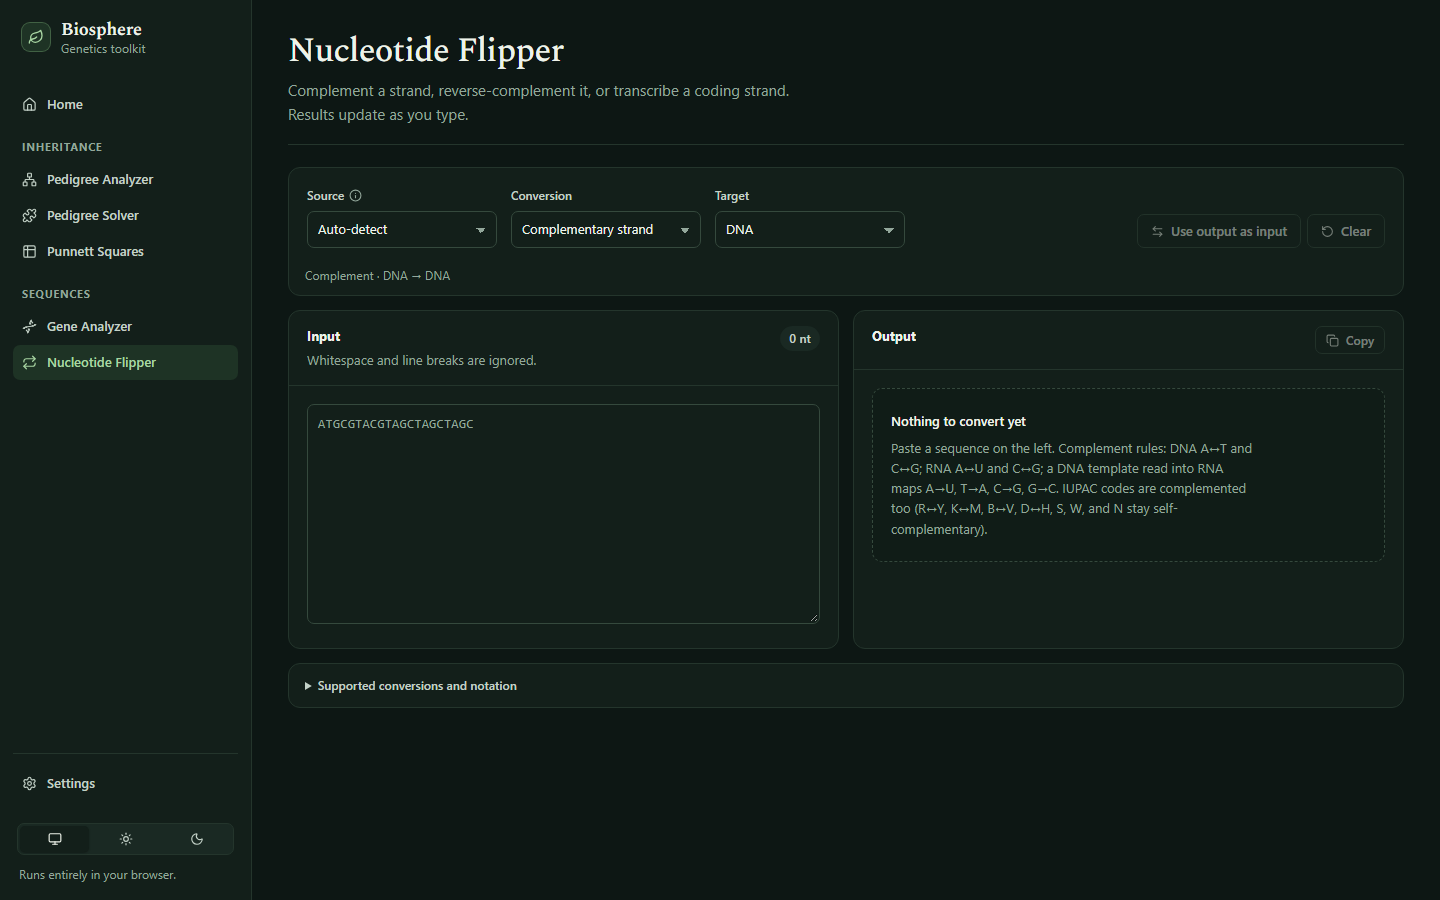 Biosphere
Genetics toolkit
Home
INHERITANCE
Pedigree Analyzer
Pedigree Solver
Punnett Squares
SEQUENCES
Gene Analyzer
Nucleotide Flipper
Settings
Runs entirely in your browser.
Nucleotide Flipper
Complement a strand, reverse-complement it, or transcribe a coding strand.
Results update as you type.
Source
Conversion
Target
Auto-detect
Complementary strand
DNA
Use output as input
Clear
Complement · DNA → DNA
Input
0 nt
Whitespace and line breaks are ignored.
ATGCGTACGTAGCTAGCTAGC
Output
Copy
Nothing to convert yet
Paste a sequence on the left. Complement rules: DNA A↔T and
C↔G; RNA A↔U and C↔G; a DNA template read into RNA
maps A→U, T→A, C→G, G→C. IUPAC codes are complemented
too (R↔Y, K↔M, B↔V, D↔H, S, W, and N stay self-
complementary).
Supported conversions and notation